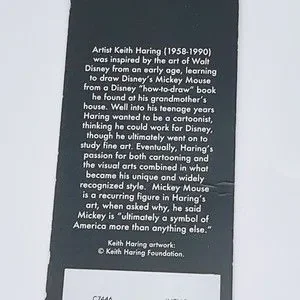 Artist Keith Haring (1958-1990)
was inspired by the art of Walt
Disney from an early age, learning
to draw Disney's Mickey Mouse
from a Disney "how-to-draw" book
he found at his grandmother's
house. Well into his teenage years
Haring wanted to be a cartoonist,
thinking he could work for Disney,
though he ultimately went on to
study fine art. Eventually, Haring's
passion for both cartooning and
the visual arts combined in what
became his unique and widely
recognized style. Mickey Mouse
is a recurring figure in Haring's
art, when asked why, he said
Mickey is "ultimately a symbol of
America more than anything else."
Keith Haring artwork:
© Keith Haring Foundation.